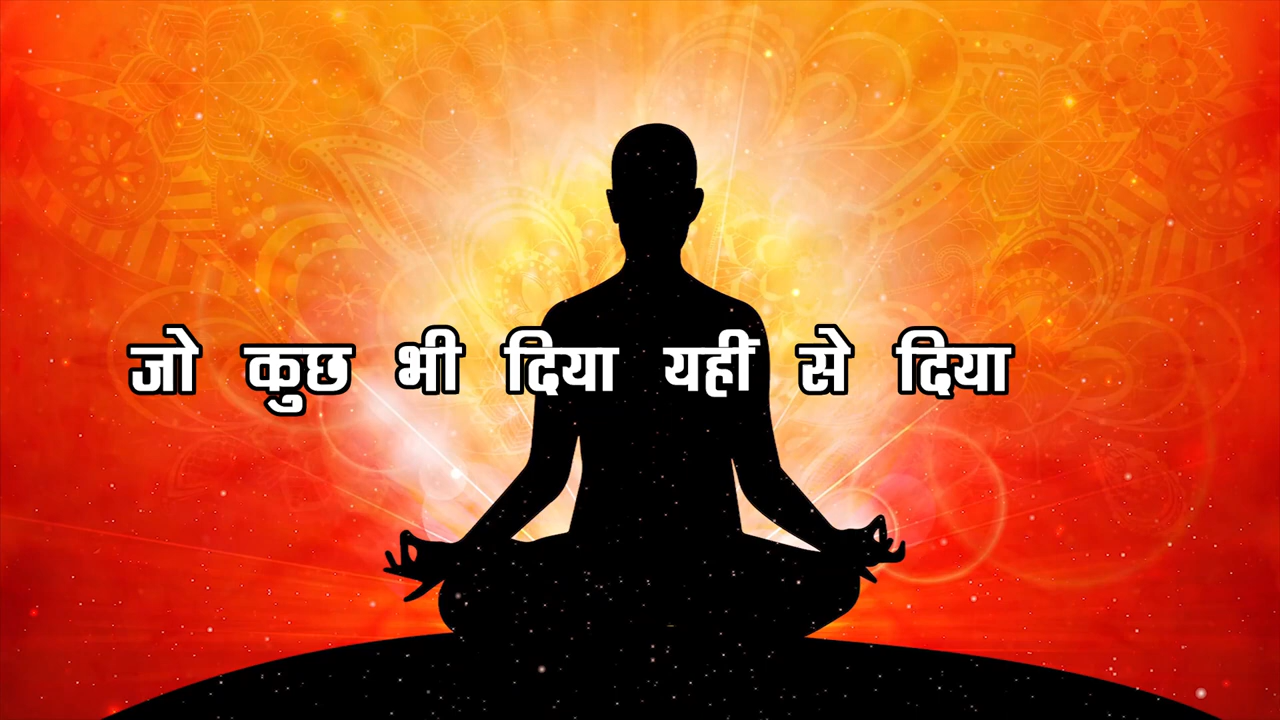 जो कुछ भी दिया यहीं से दिया